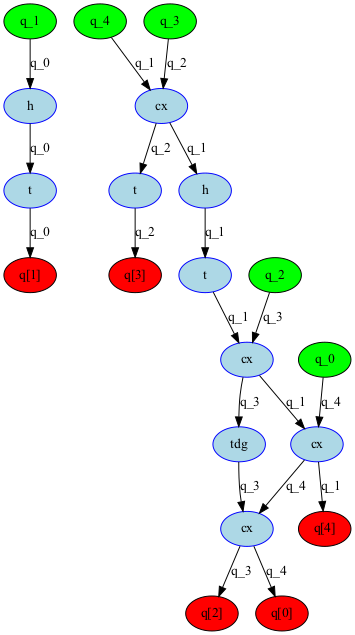 q_1 q_4 q_3
q_0 q_1 q_2
h cx
q_0 q_2 q_1
t t h
q_0 q_2 q_1
q[1] q[3] t q_2
q_1 q_3
cx q_0
q_3 q_1 q_4
tdg cx
q_3 q_4 q_1
cx q[4]
q_3 q_4
q[2] q[0]